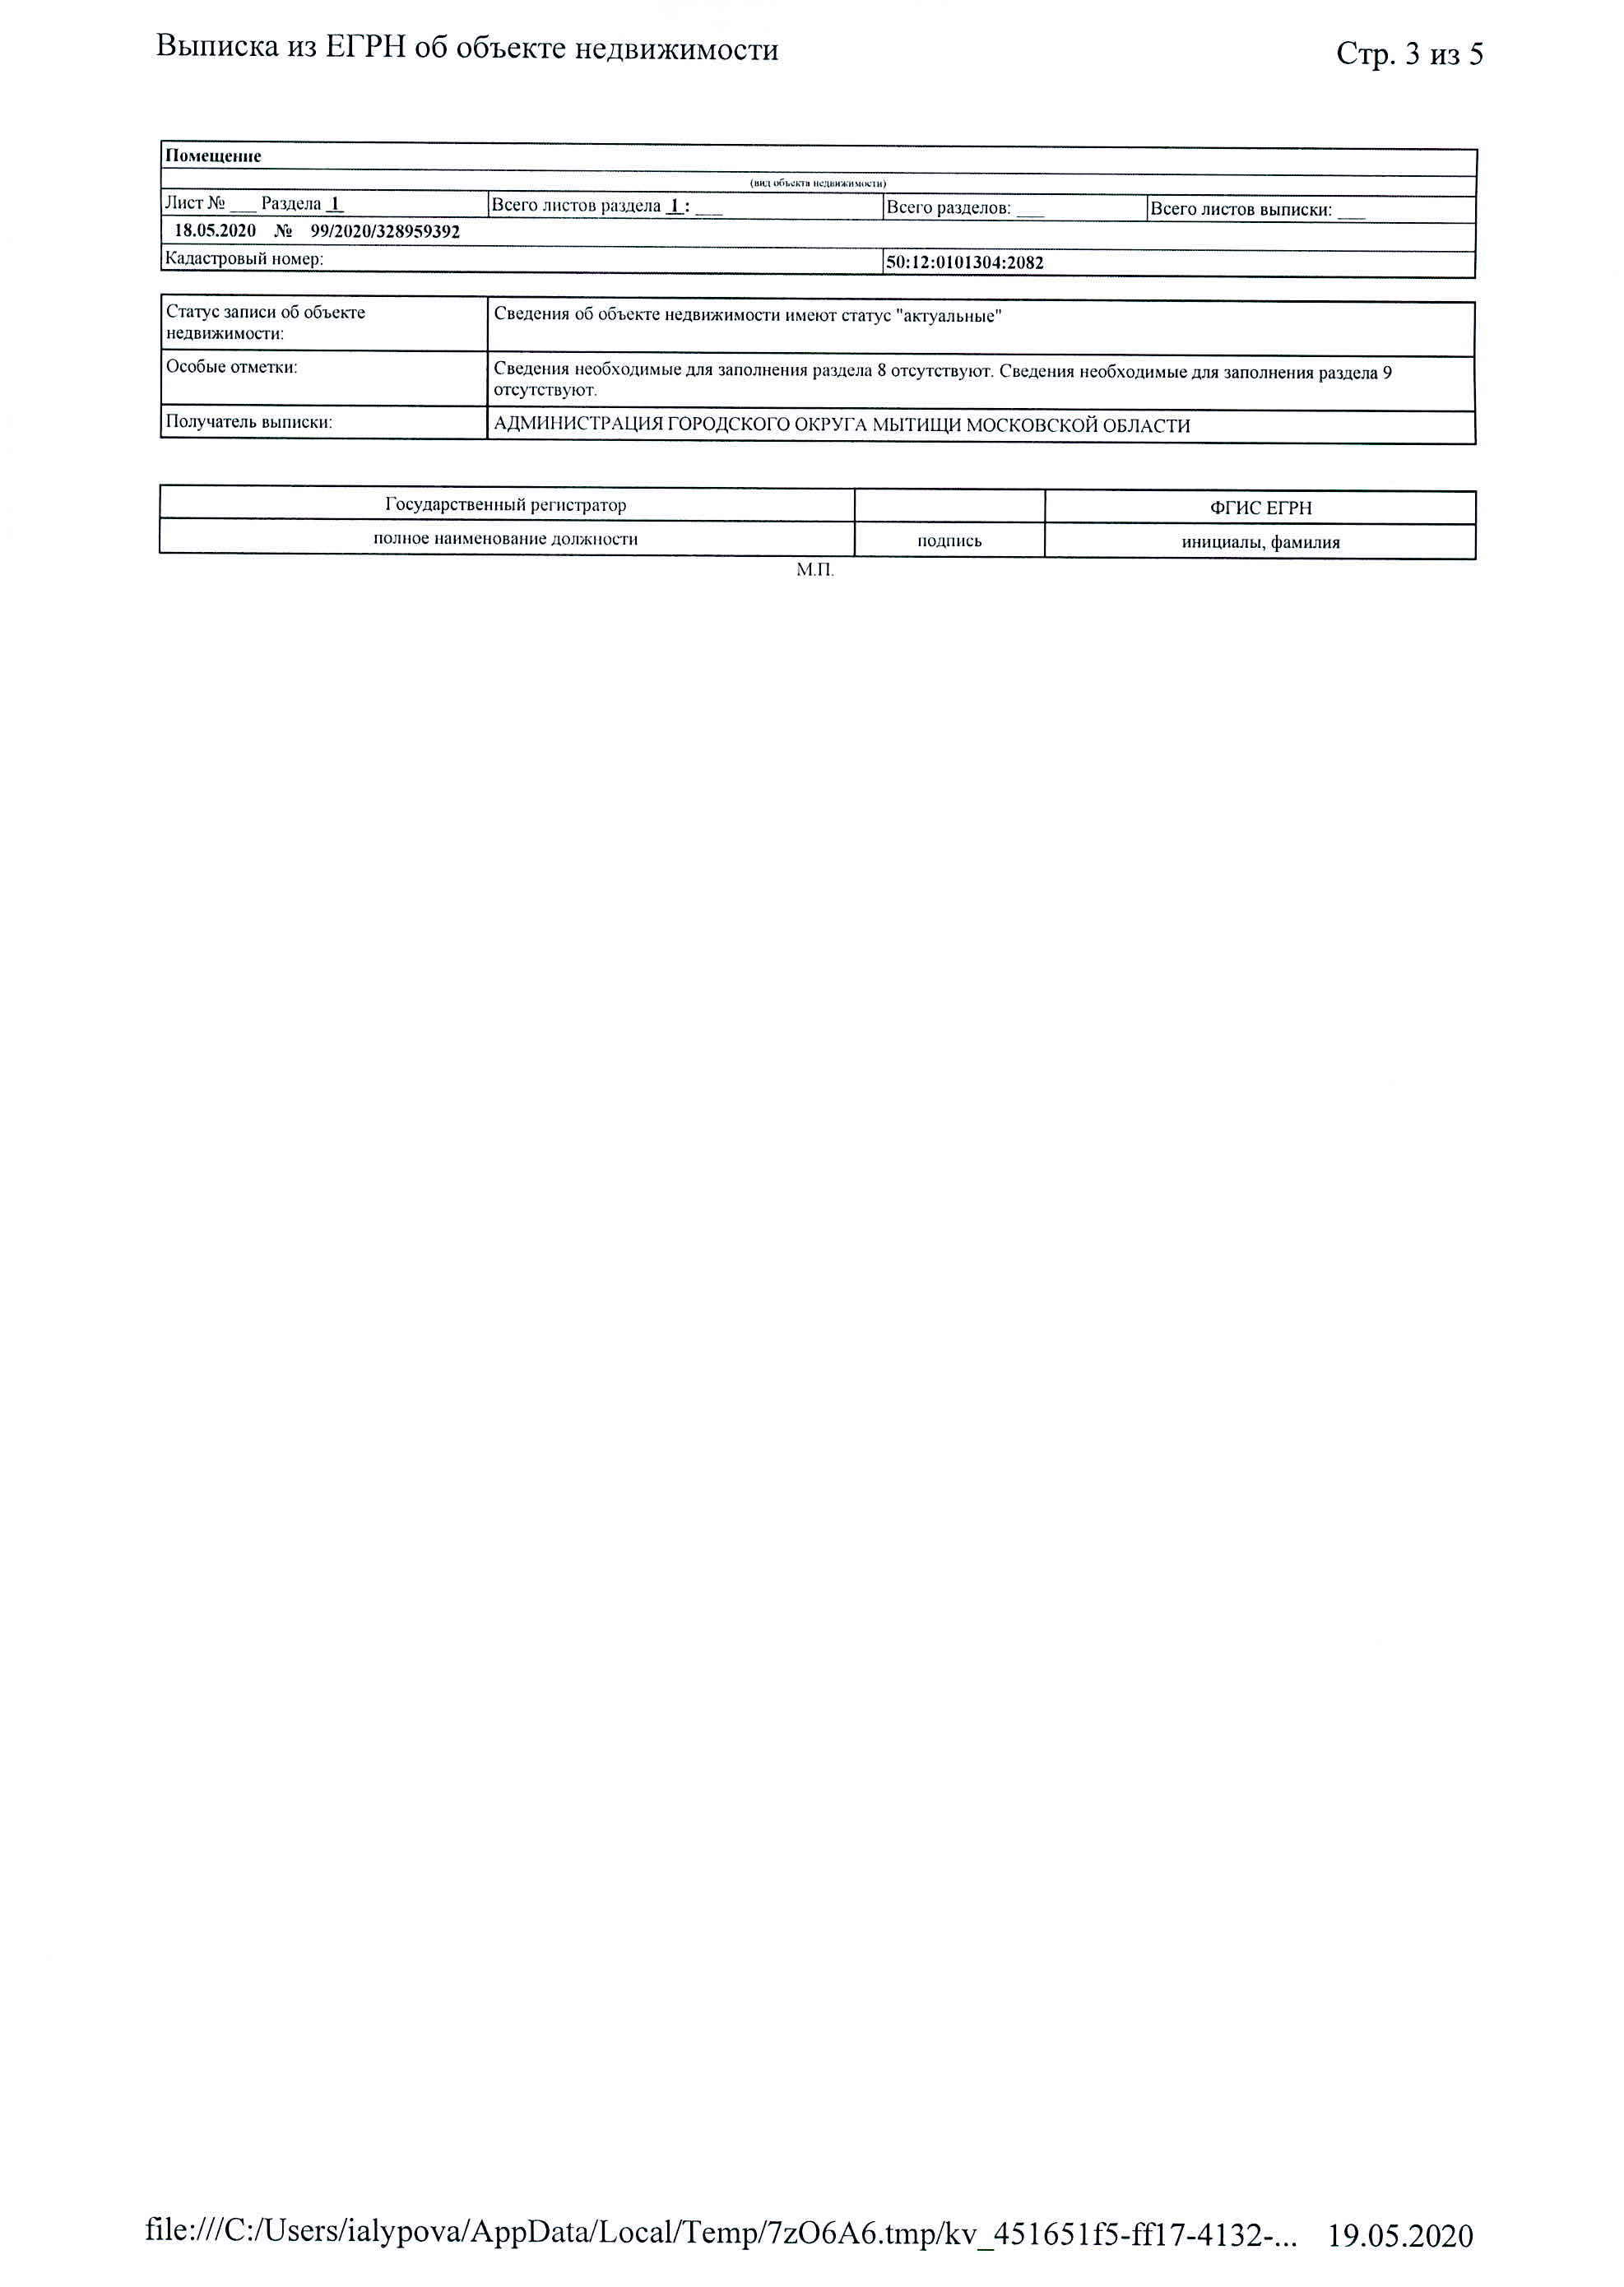 Выписка из ЕГРН об объекте недвижимости Стр. 3 из 5
Помещение
(вид объекта недвижимости)
Лист № ___ Раздела 1 Всего листов раздела 1 : ___ Всего разделов: ___ Всего листов выписки: ___
18.05.2020 № 99/2020/328959392
Кадастровый номер: 50:12:0101304:2082
Статус записи об объекте недвижимости: Сведения об объекте недвижимости имеют статус "актуальные"
Особые отметки: Сведения необходимые для заполнения раздела 8 отсутствуют. Сведения необходимые для заполнения раздела 9
отсутствуют.
Получатель выписки: АДМИНИСТРАЦИЯ ГОРОДСКОГО ОКРУГА МЫТИЩИ МОСКОВСКОЙ ОБЛАСТИ
Государственный регистратор ФГИС ЕГРН
полное наименование должности подпись инициалы, фамилия
М.П.
file:///C:/Users/ialypova/AppData/Local/Temp/7zO6A6.tmp/kv_451651f5-ff17-4132-... 19.05.2020